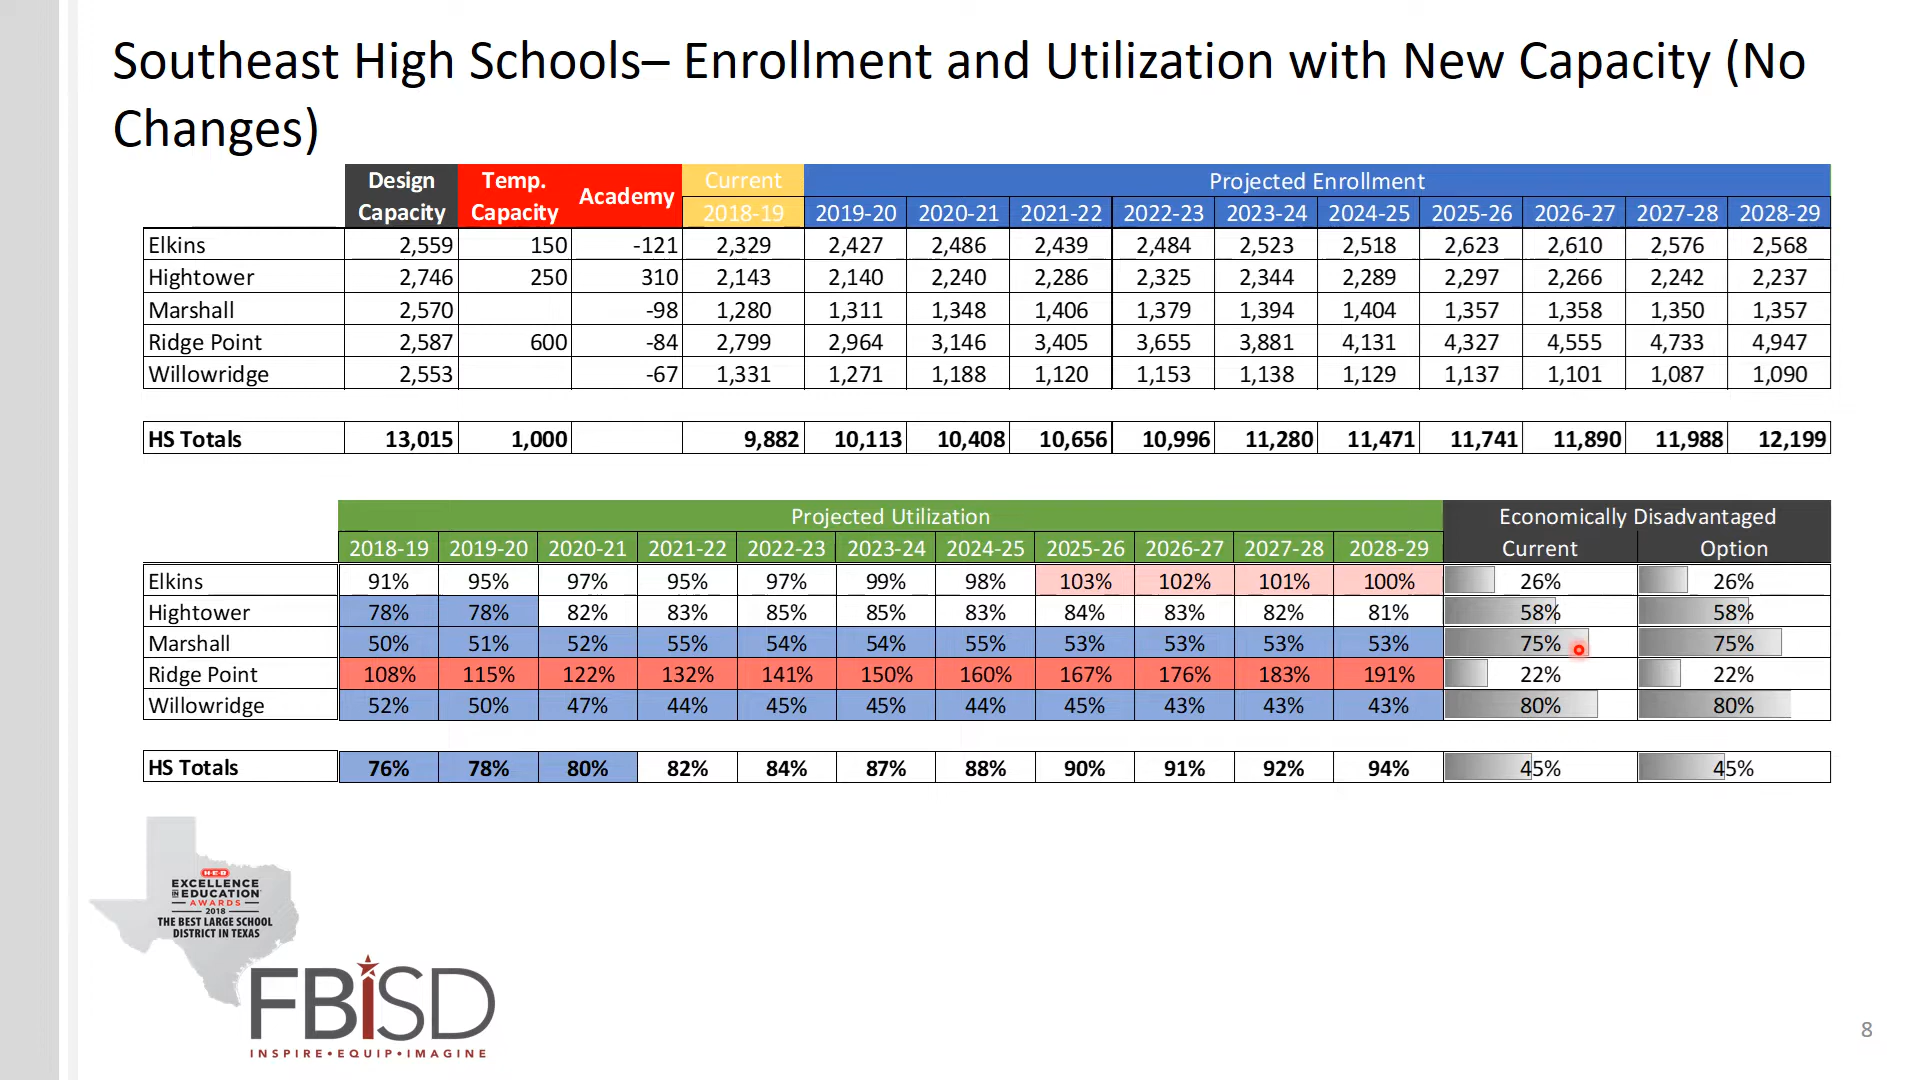 Southeast High Schools– Enrollment and Utilization with New Capacity (No
Changes)
Design Capacity Temp. Capacity Academy Current 2018-19 Projected Enrollment
2019-20 2020-21 2021-22 2022-23 2023-24 2024-25 2025-26 2026-27 2027-28 2028-29
Elkins 2,559 150 -121 2,329 2,427 2,486 2,439 2,484 2,523 2,518 2,623 2,610 2,576 2,568
Hightower 2,746 250 310 2,143 2,140 2,240 2,286 2,325 2,344 2,289 2,297 2,266 2,242 2,237
Marshall 2,570 -98 1,280 1,311 1,348 1,406 1,379 1,394 1,404 1,357 1,358 1,350 1,357
Ridge Point 2,587 600 -84 2,799 2,964 3,146 3,405 3,655 3,881 4,131 4,327 4,555 4,733 4,947
Willowridge 2,553 -67 1,331 1,271 1,188 1,120 1,153 1,138 1,129 1,137 1,101 1,087 1,090
HS Totals 13,015 1,000 9,882 10,113 10,408 10,656 10,996 11,280 11,471 11,741 11,890 11,988 12,199
Projected Utilization Economically Disadvantaged
2018-19 2019-20 2020-21 2021-22 2022-23 2023-24 2024-25 2025-26 2026-27 2027-28 2028-29 Current Option
Elkins 91% 95% 97% 95% 97% 99% 98% 103% 102% 101% 100% 26% 26%
Hightower 78% 78% 82% 83% 85% 85% 83% 84% 83% 82% 81% 58% 58%
Marshall 50% 51% 52% 55% 54% 54% 55% 53% 53% 53% 53% 75% 75%
Ridge Point 108% 115% 122% 132% 141% 150% 160% 167% 176% 183% 191% 22% 22%
Willowridge 52% 50% 47% 44% 45% 45% 44% 45% 43% 43% 43% 80% 80%
HS Totals 76% 78% 80% 82% 84% 87% 88% 90% 91% 92% 94% 45% 45%
H-E-B
EXCELLENCE
IN EDUCATION
AWARDS
2018
THE BEST LARGE SCHOOL
DISTRICT IN TEXAS
FBiSD
INSPIRE•EQUIP•IMAGINE
8